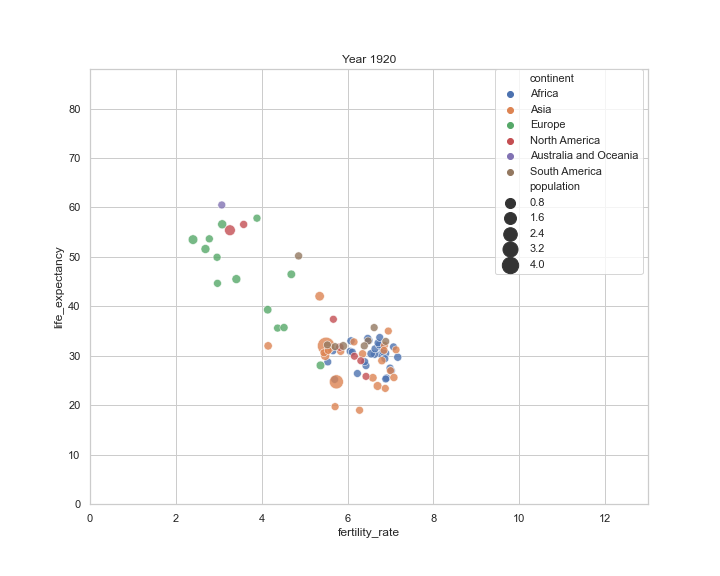 Year 1920
life_expectancy
80
70
60
50
40
30
20
10
0
0 2 4 6 8 10 12
fertility_rate
continent
Africa
Asia
Europe
North America
Australia and Oceania
South America
population
0.8
1.6
2.4
3.2
4.0